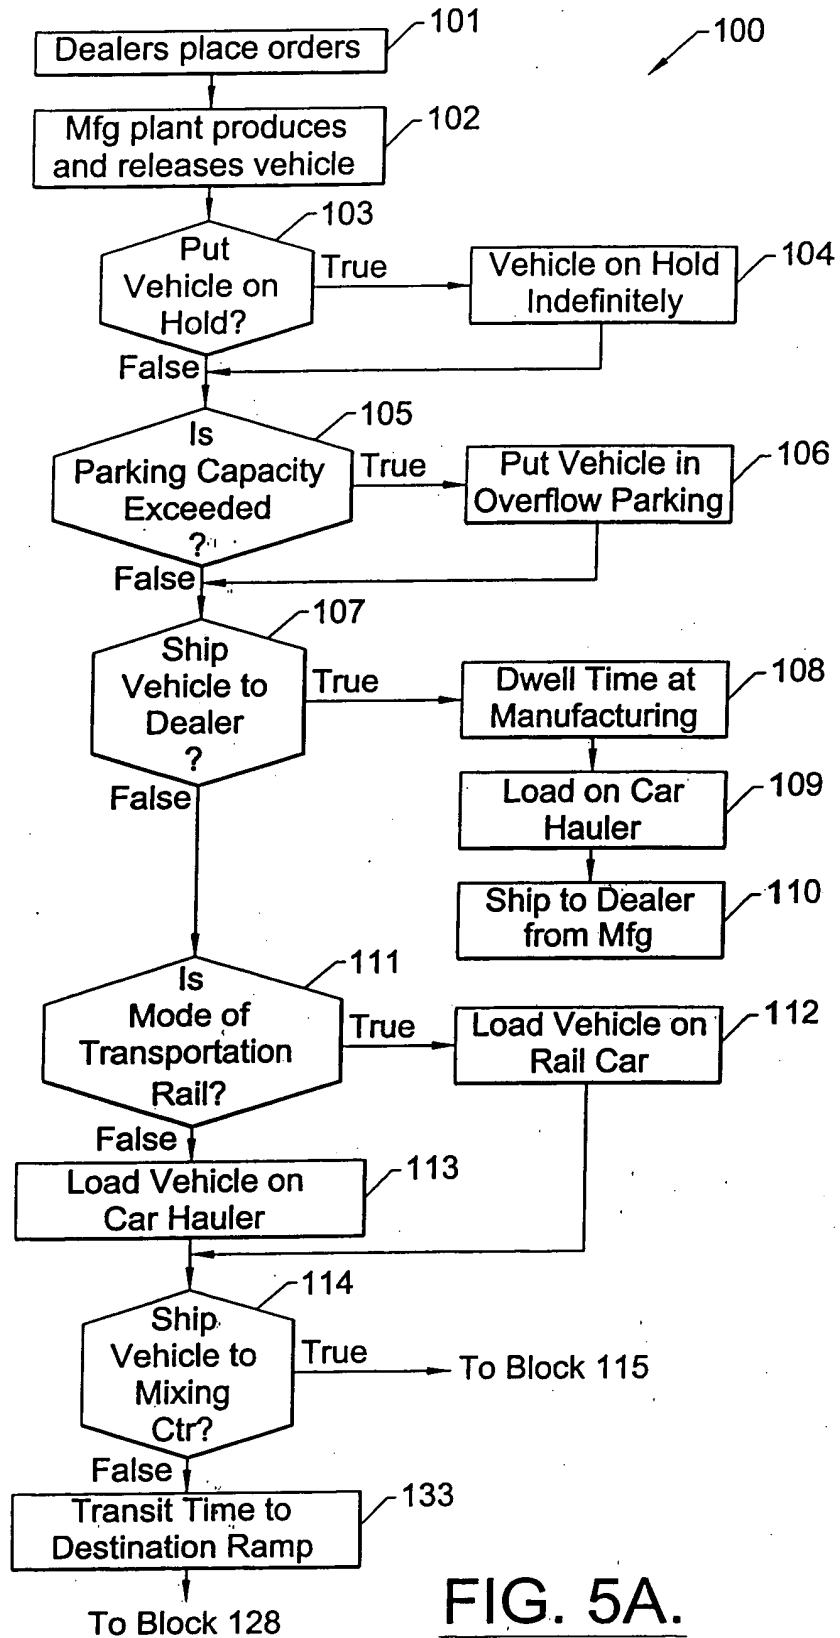 101
100
Dealers place orders
102
Mfg plant produces
and releases vehicle
103
Put
Vehicle on
Hold?
True
104
Vehicle on Hold
Indefinitely
False
105
Is
Parking Capacity
Exceeded
?
True
106
Put Vehicle in
Overflow Parking
False
107
Ship
Vehicle to
Dealer
?
True
108
Dwell Time at
Manufacturing
False
109
Load on Car
Hauler
110
Ship to Dealer
from Mfg
111
Is
Mode of
Transportation
Rail?
True
112
Load Vehicle on
Rail Car
False
113
Load Vehicle on
Car Hauler
114
Ship
Vehicle to
Mixing
Ctr?
True
To Block 115
False
133
Transit Time to
Destination Ramp
To Block 128
FIG. 5A.